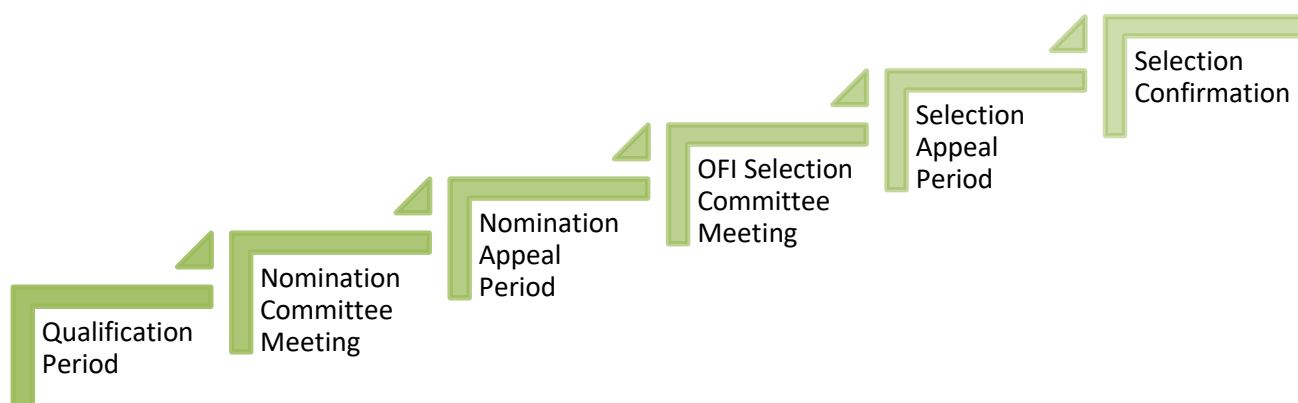 Qualification
Period
Nomination
Committee
Meeting
Nomination
Appeal
Period
OFI Selection
Committee
Meeting
Selection
Appeal
Period
Selection
Confirmation